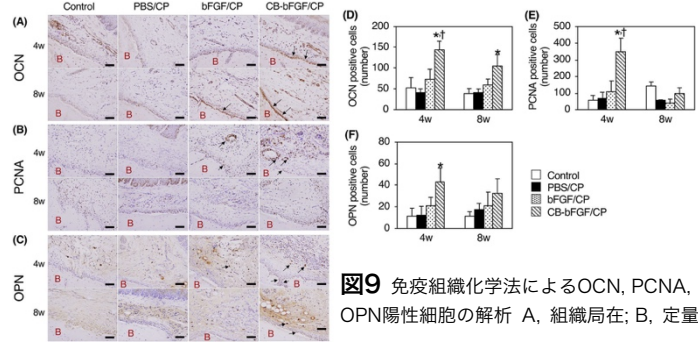 Control PBS/CP bFGF/CP CB-bFGF/CP
(A)
4w
B B B B
OCN
8w
B B B B
(B)
4w
B B B B
PCNA
8w
B B B B
(C)
4w
B B B B
OPN
8w
B B B B
(D)
OCN positive cells
(number)
200
150
100
50
0
*,†
*
4w 8w
(E)
PCNA positive cells
(number)
500
400
300
200
100
0
*,†
4w 8w
(F)
OPN positive cells
(number)
80
60
40
20
0
*
4w 8w
Control
PBS/CP
bFGF/CP
CB-bFGF/CP
図9 免疫組織化学法によるOCN, PCNA,
OPN陽性細胞の解析 A, 組織局在; B, 定量